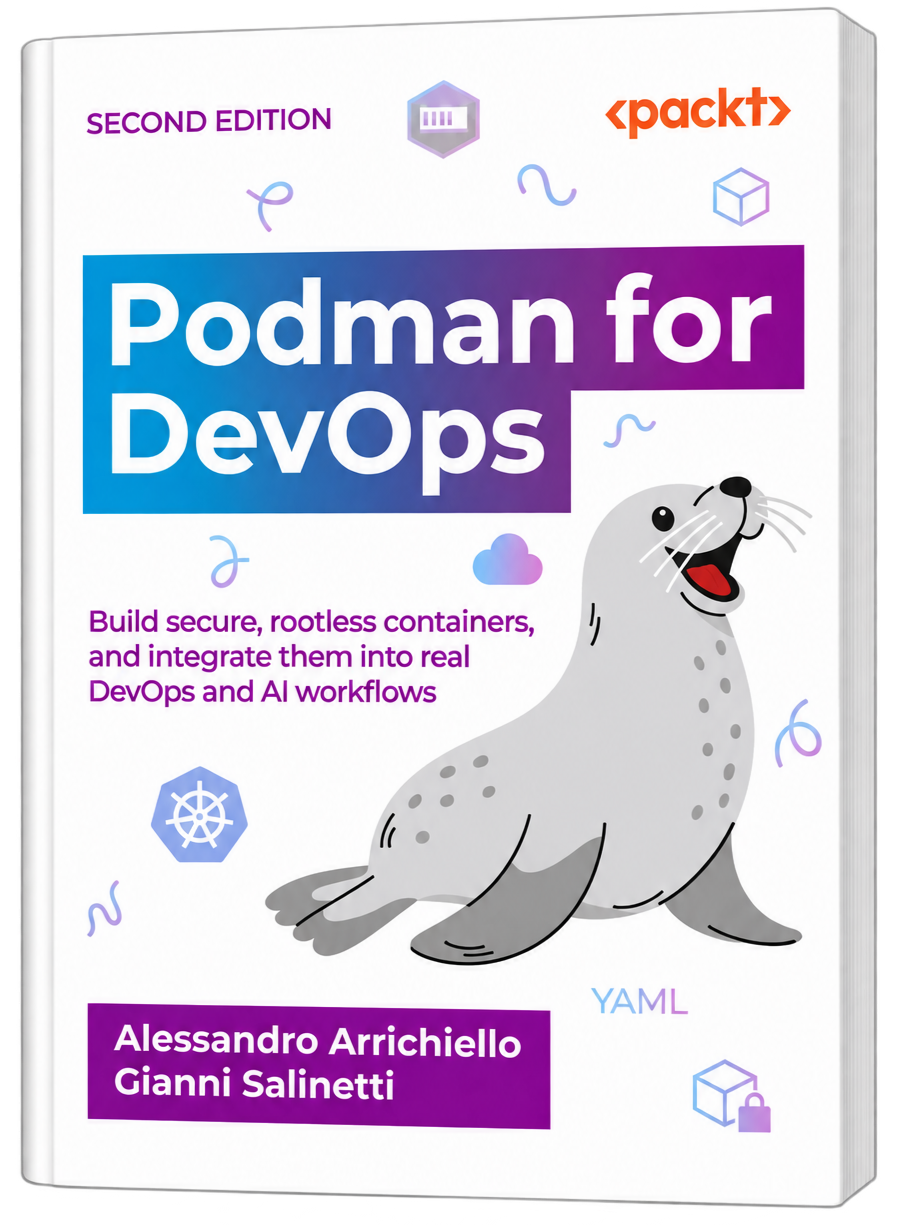 SECOND EDITION
<packt>
Podman for
DevOps
Build secure, rootless containers,
and integrate them into real
DevOps and AI workflows
YAML
Alessandro Arrichiello
Gianni Salinetti